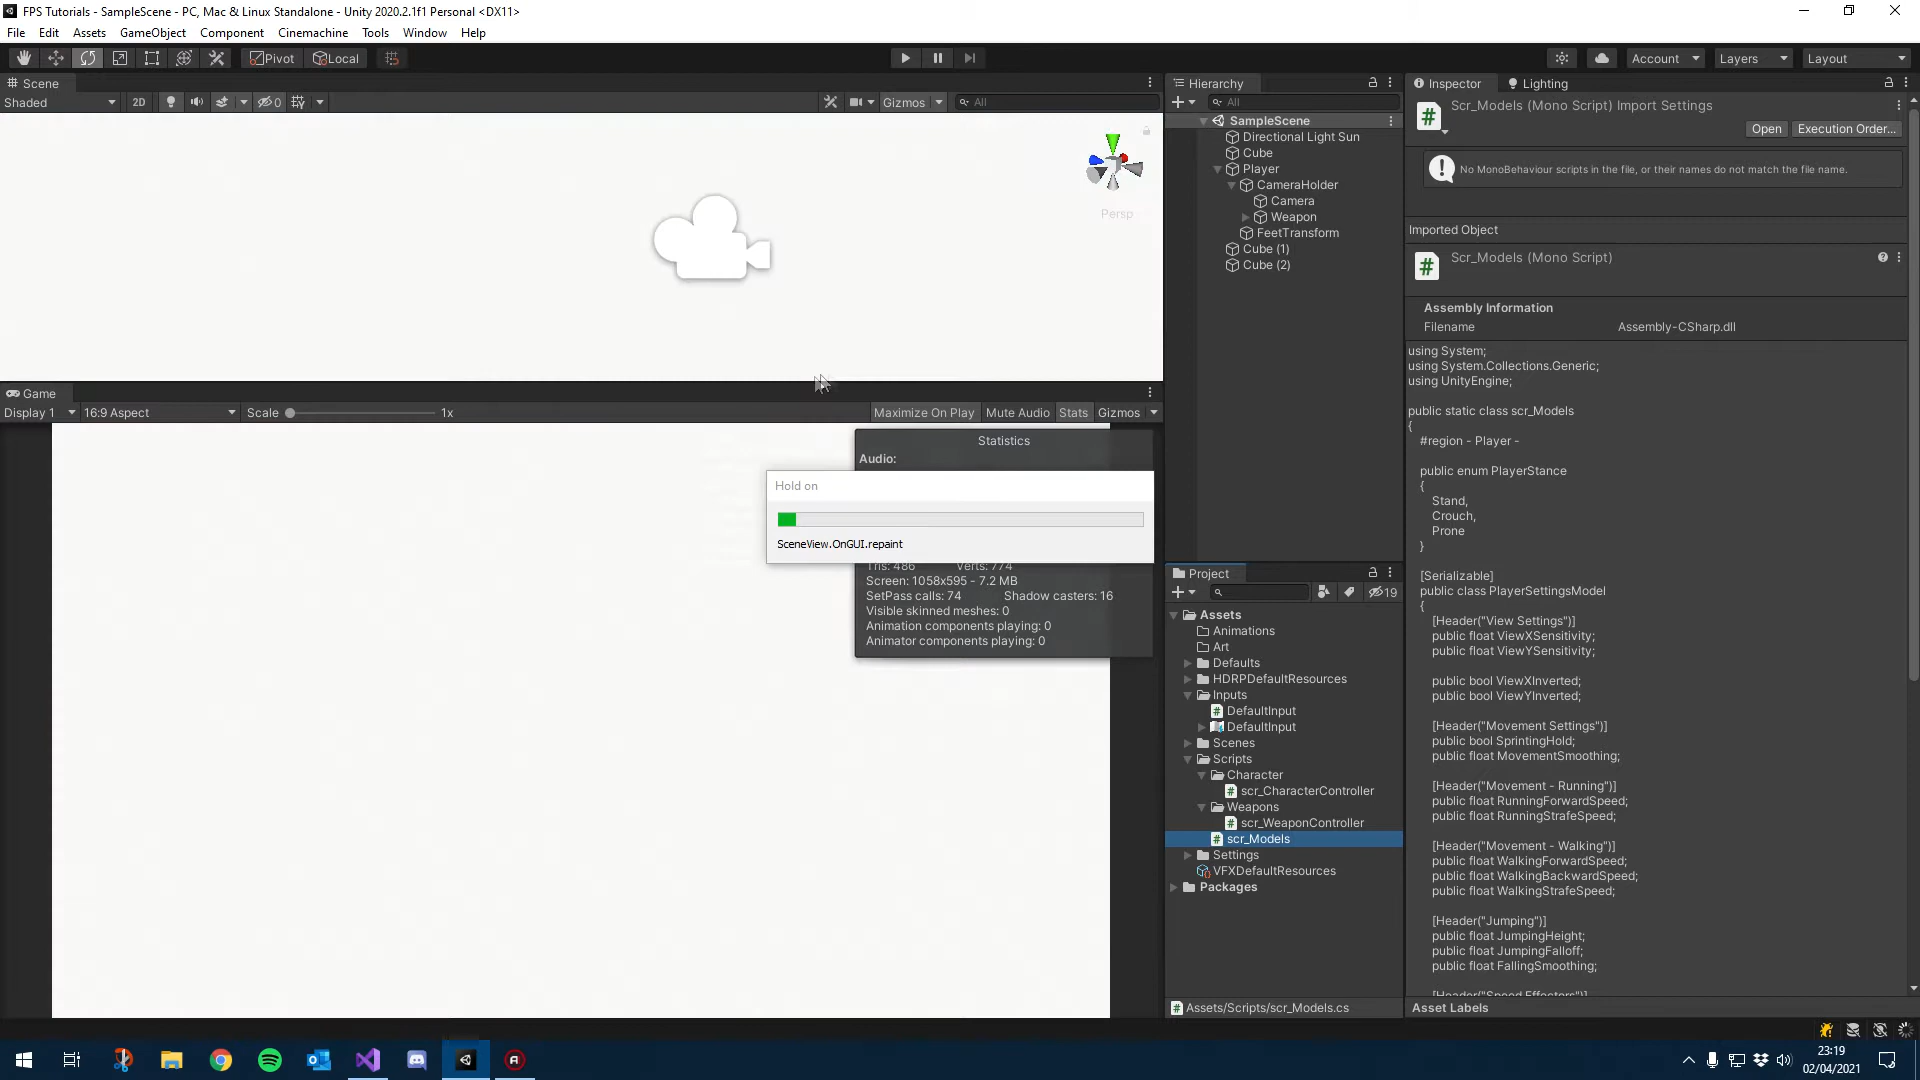 FPS Tutorials - SampleScene - PC, Mac & Linux Standalone - Unity 2020.2.1f1 Personal <DX11>
File Edit Assets GameObject Component Cinemachine Tools Window Help
Pivot Local Account Layers Layout
Scene
Shaded 2D 0 Gizmos All
Persp
Game
Display 1 16:9 Aspect Scale 1x Maximize On Play Mute Audio Stats Gizmos
Statistics
Audio:
Hold on
SceneView.OnGUI.repaint
Tris: 486 Verts: 774
Screen: 1058x595 - 7.2 MB
SetPass calls: 74 Shadow casters: 16
Visible skinned meshes: 0
Animation components playing: 0
Animator components playing: 0
Hierarchy
All
SampleScene
Directional Light Sun
Cube
Player
CameraHolder
Camera
Weapon
FeetTransform
Cube (1)
Cube (2)
Project
19
Assets
Animations
Art
Defaults
HDRPDefaultResources
Inputs
DefaultInput
DefaultInput
Scenes
Scripts
Character
scr_CharacterController
Weapons
scr_WeaponController
scr_Models
Settings
VFXDefaultResources
Packages
Assets/Scripts/scr_Models.cs
Inspector Lighting
Scr_Models (Mono Script) Import Settings
Open Execution Order...
No MonoBehaviour scripts in the file, or their names do not match the file name.
Imported Object
Scr_Models (Mono Script)
Assembly Information
Filename Assembly-CSharp.dll
using System;
using System.Collections.Generic;
using UnityEngine;
public static class scr_Models
{
#region - Player -
public enum PlayerStance
{
Stand,
Crouch,
Prone
}
[Serializable]
public class PlayerSettingsModel
{
[Header("View Settings")]
public float ViewXSensitivity;
public float ViewYSensitivity;
public bool ViewXInverted;
public bool ViewYInverted;
[Header("Movement Settings")]
public bool SprintingHold;
public float MovementSmoothing;
[Header("Movement - Running")]
public float RunningForwardSpeed;
public float RunningStrafeSpeed;
[Header("Movement - Walking")]
public float WalkingForwardSpeed;
public float WalkingBackwardSpeed;
public float WalkingStrafeSpeed;
[Header("Jumping")]
public float JumpingHeight;
public float JumpingFalloff;
public float FallingSmoothing;
[Header("Speed Effectors")]
Asset Labels
23:19
02/04/2021